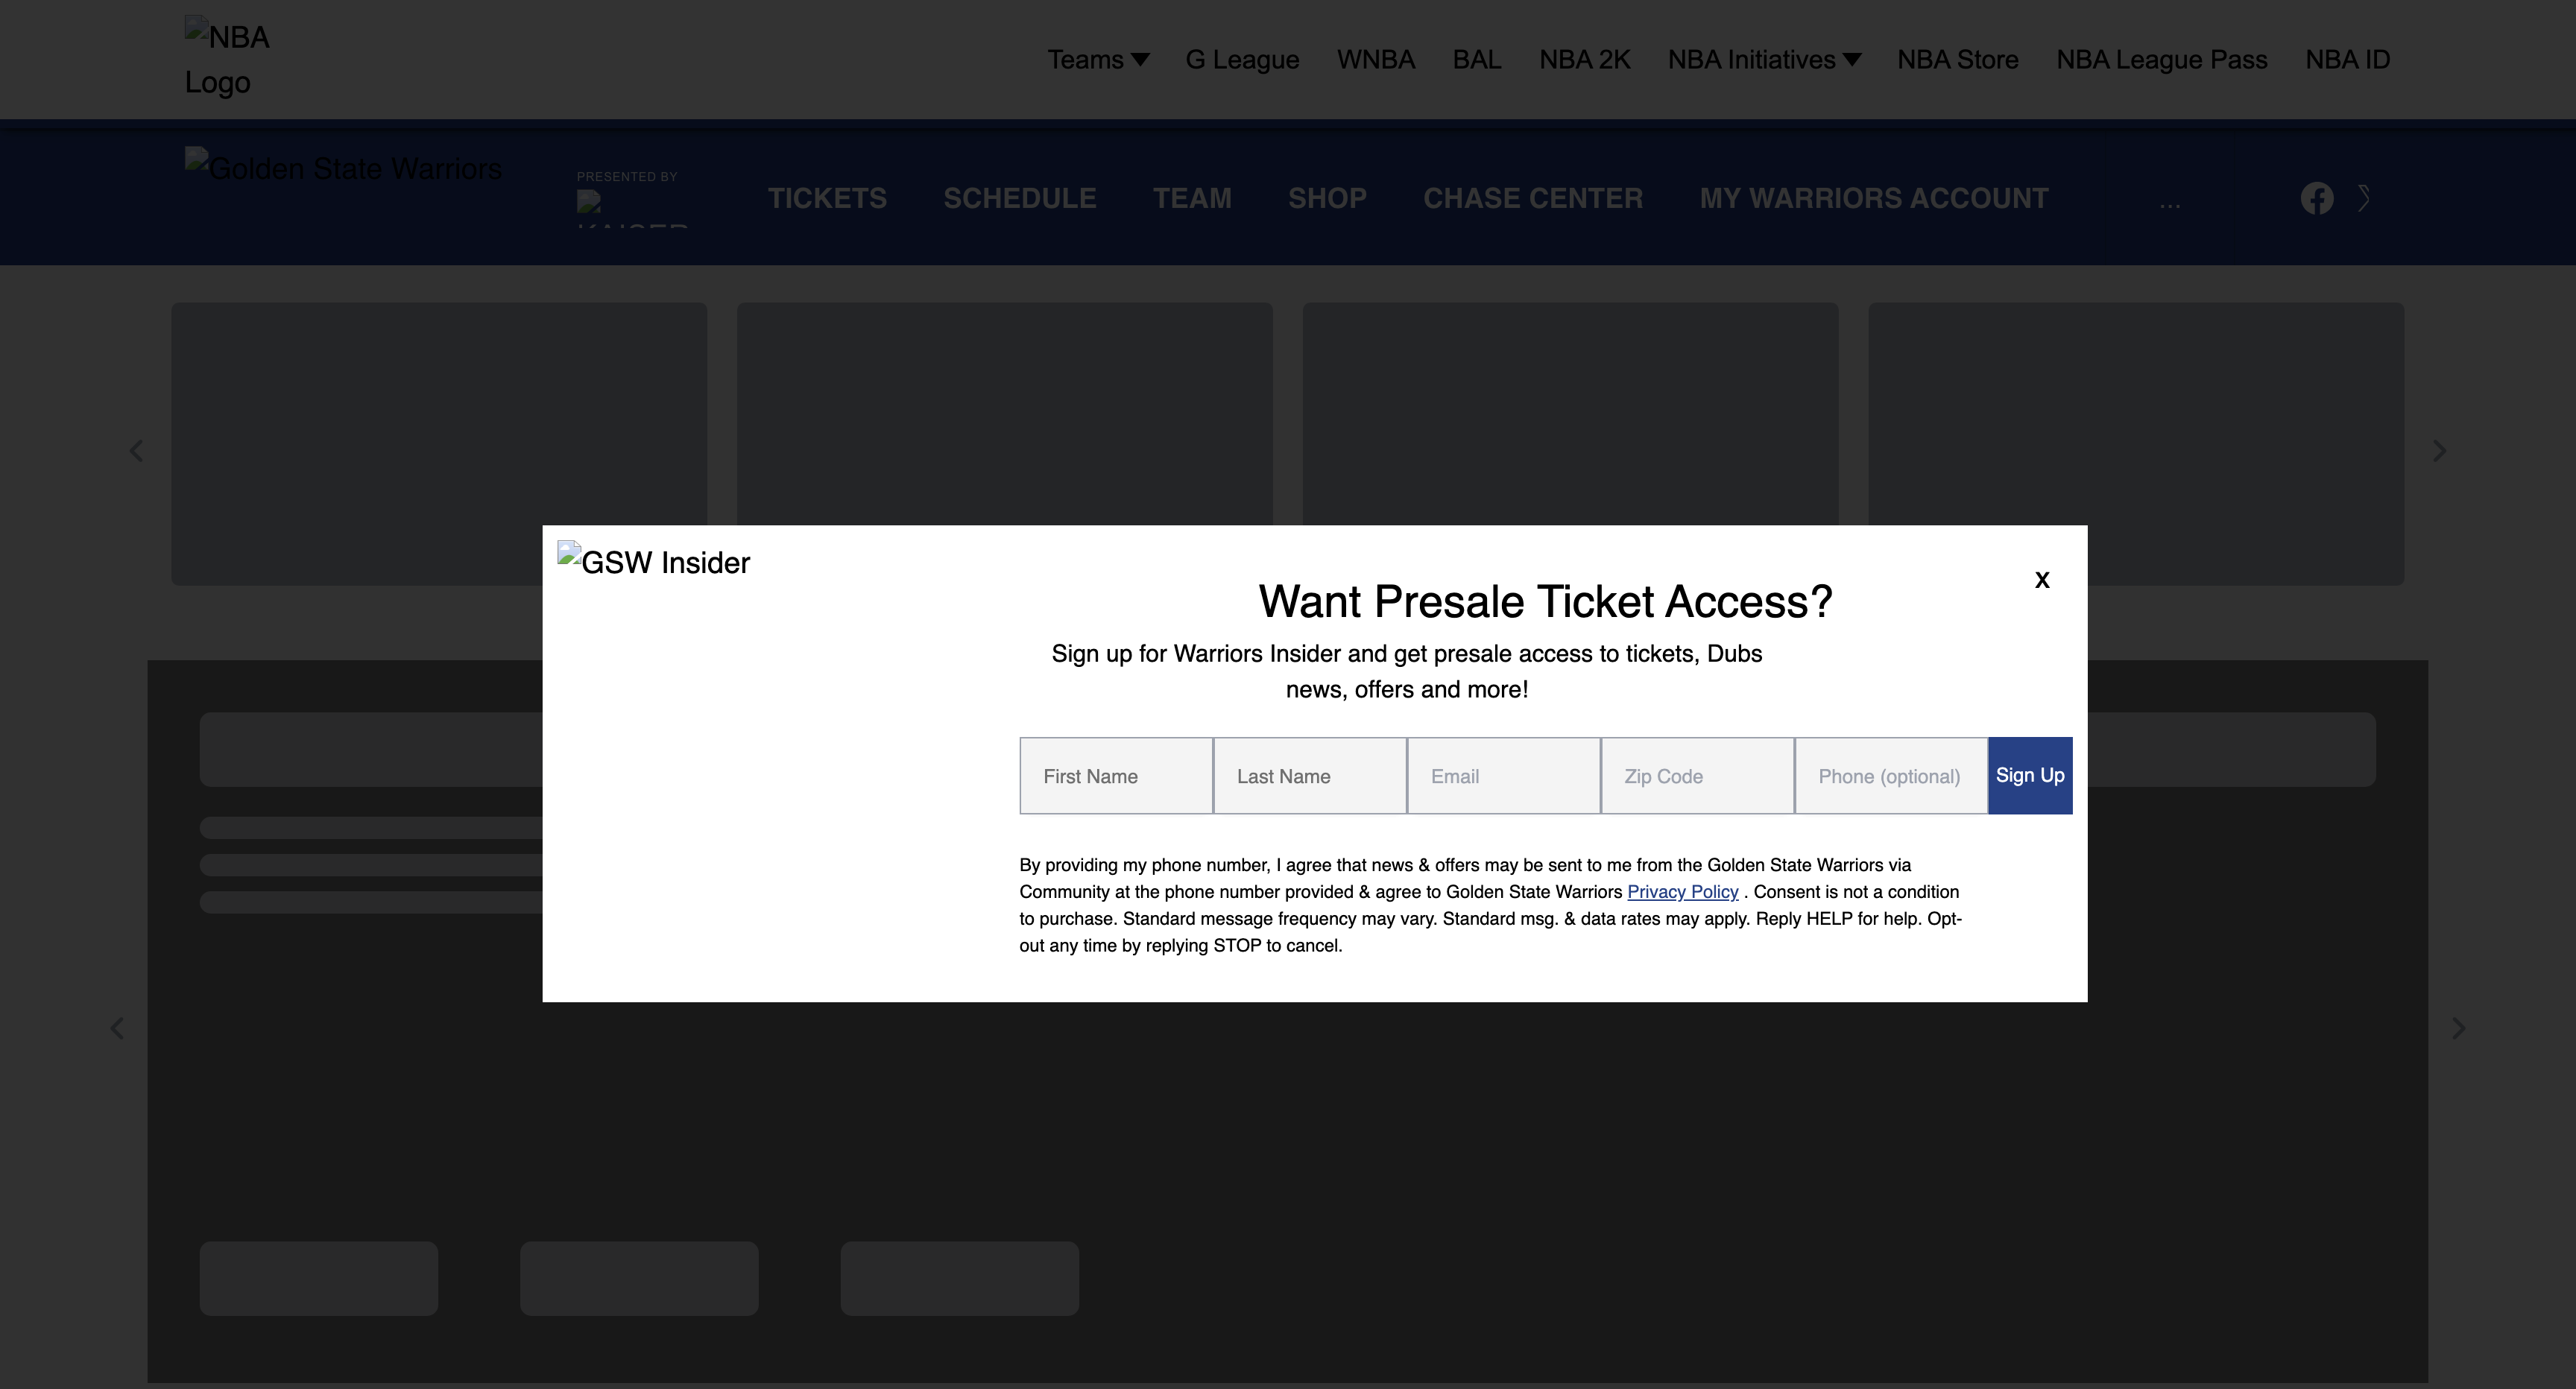 NBA
Logo
Teams
G League
WNBA
BAL
NBA 2K
NBA Initiatives
NBA Store
NBA League Pass
NBA ID
Golden State Warriors
PRESENTED BY
KAISER
TICKETS
SCHEDULE
TEAM
SHOP
CHASE CENTER
MY WARRIORS ACCOUNT
...
GSW Insider
X
Want Presale Ticket Access?
Sign up for Warriors Insider and get presale access to tickets, Dubs
news, offers and more!
First Name
Last Name
Email
Zip Code
Phone (optional)
Sign Up
By providing my phone number, I agree that news & offers may be sent to me from the Golden State Warriors via
Community at the phone number provided & agree to Golden State Warriors Privacy Policy . Consent is not a condition
to purchase. Standard message frequency may vary. Standard msg. & data rates may apply. Reply HELP for help. Opt-
out any time by replying STOP to cancel.